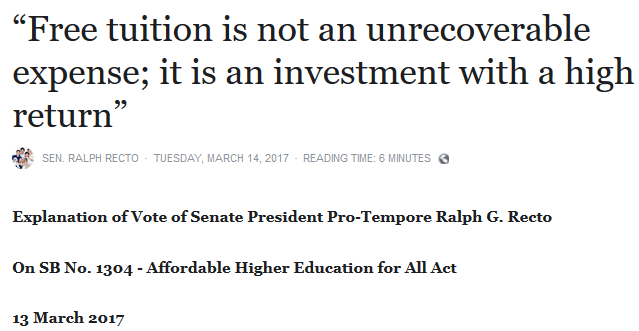 “Free tuition is not an unrecoverable
expense; it is an investment with a high
return”
SEN. RALPH RECTO · TUESDAY, MARCH 14, 2017 · READING TIME: 6 MINUTES
Explanation of Vote of Senate President Pro-Tempore Ralph G. Recto
On SB No. 1304 - Affordable Higher Education for All Act
13 March 2017